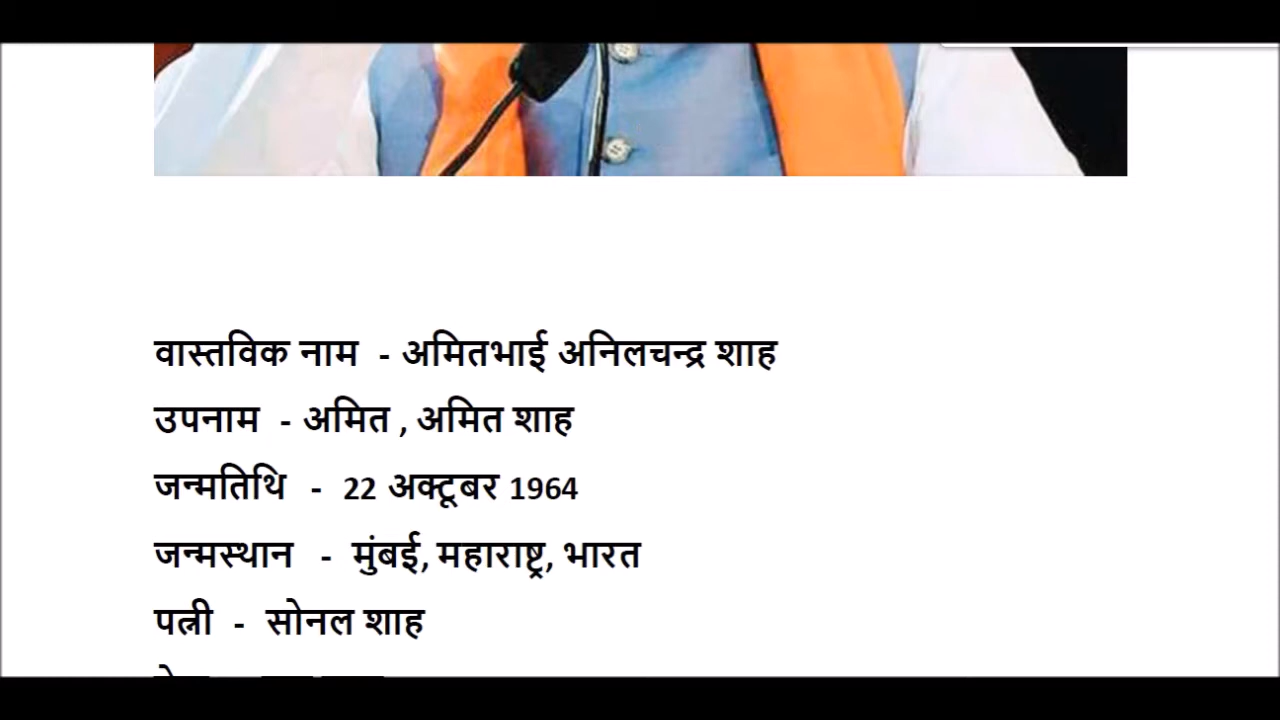 वास्तविक नाम - अमितभाई अनिलचन्द्र शाह
उपनाम - अमित , अमित शाह
जन्मतिथि - 22 अक्टूबर 1964
जन्मस्थान - मुंबई, महाराष्ट्र, भारत
पत्नी - सोनल शाह